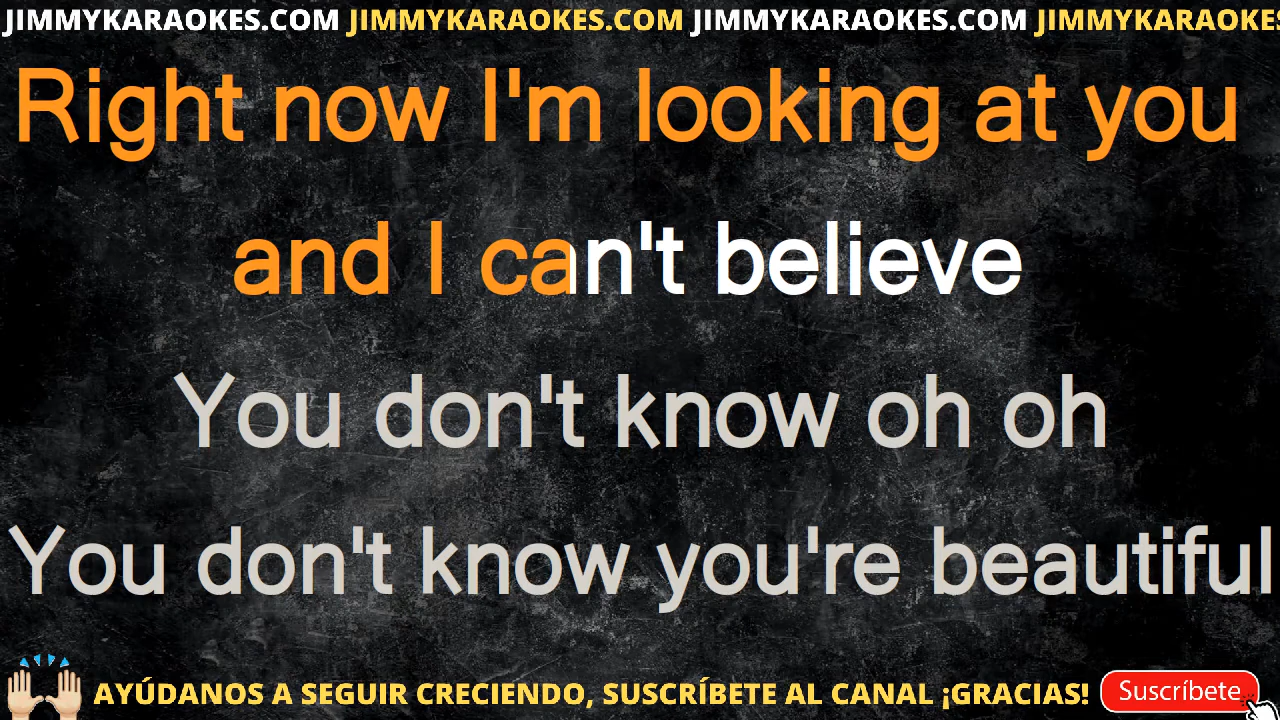 JIMMYKARAOKES.COM JIMMYKARAOKES.COM JIMMYKARAOKES.COM JIMMYKARAOKES
Right now I'm looking at you
and I can't believe
You don't know oh oh
You don't know you're beautiful
AYÚDANOS A SEGUIR CRECIENDO, SUSCRÍBETE AL CANAL ¡GRACIAS! Suscríbete